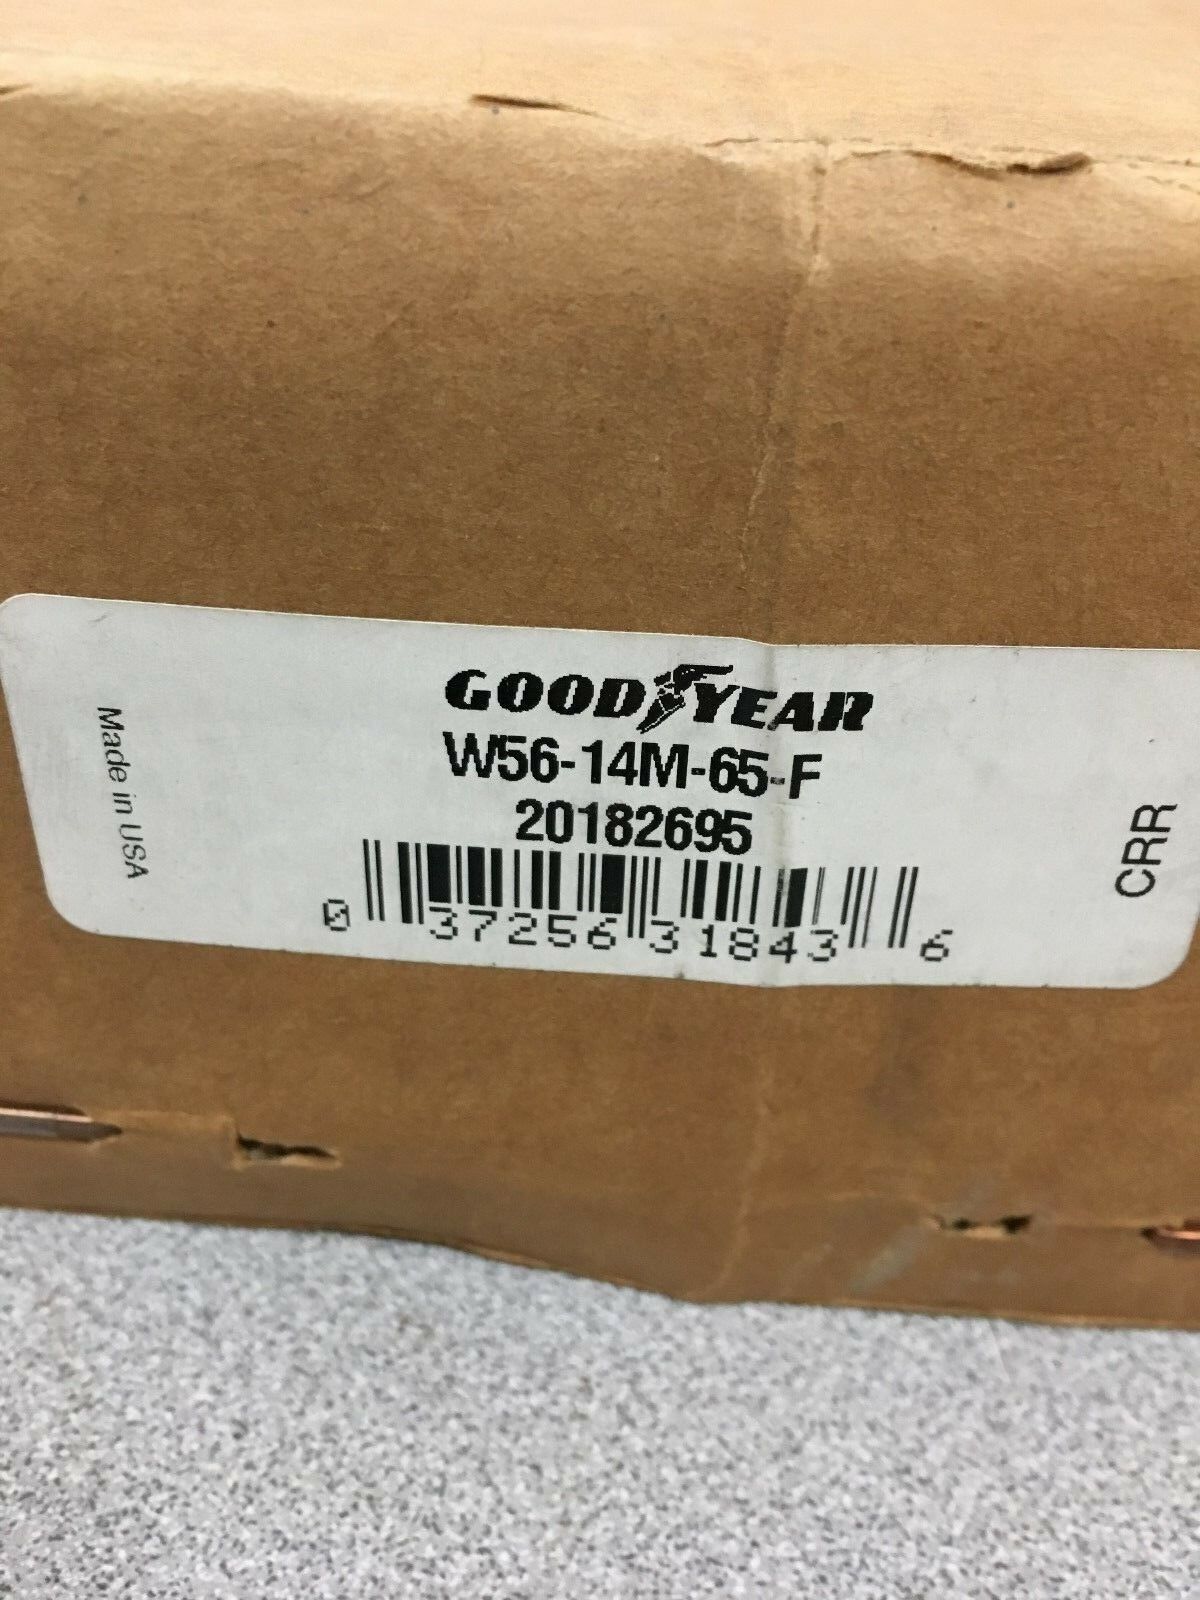 GOODYEAR
W56-14M-65-F
20182695
0 37256 31843 6
Made in USA
CRR